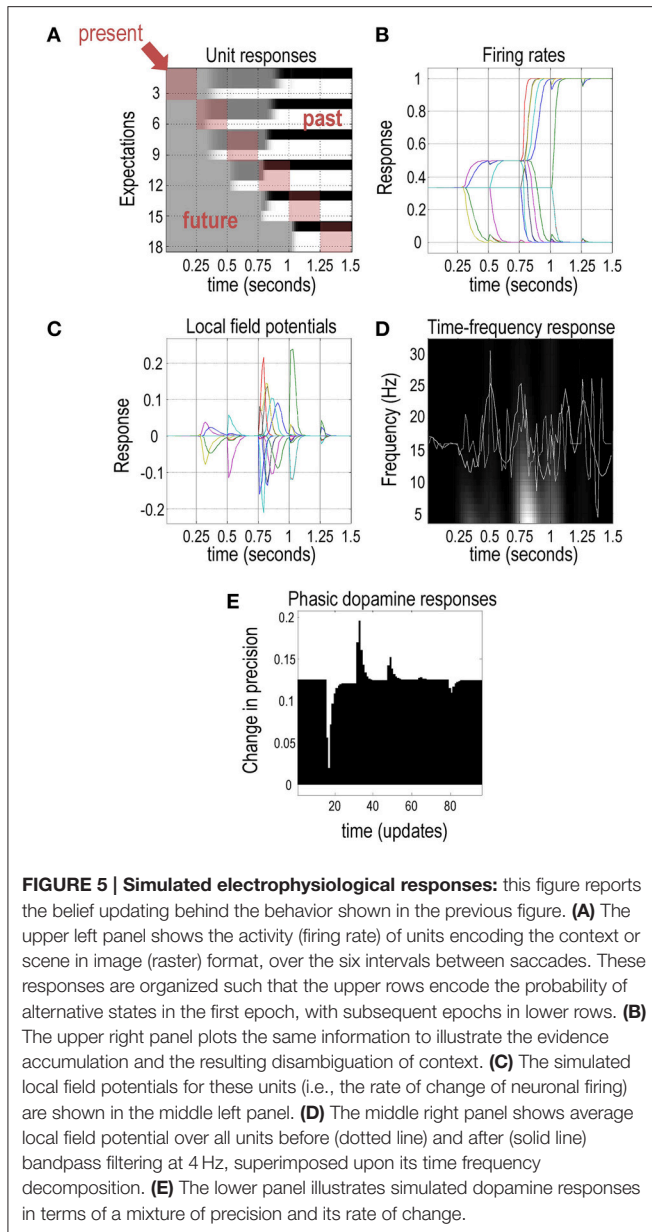 A
present
Unit responses
Expectations
3
6
9
12
15
18
past
future
0.25 0.5 0.75 1 1.25 1.5
time (seconds)
B
Firing rates
Response
1
0.8
0.6
0.4
0.2
0
0.25 0.5 0.75 1 1.25 1.5
time (seconds)
C
Local field potentials
Response
0.2
0.1
0
-0.1
-0.2
0.25 0.5 0.75 1 1.25 1.5
time (seconds)
D
Time-frequency response
Frequency (Hz)
30
25
20
15
10
5
0.25 0.5 0.75 1 1.25 1.5
time (seconds)
E
Phasic dopamine responses
Change in precision
0.2
0.15
0.1
0.05
0
20 40 60 80
time (updates)
FIGURE 5 | Simulated electrophysiological responses: this figure reports
the belief updating behind the behavior shown in the previous figure. (A) The
upper left panel shows the activity (firing rate) of units encoding the context or
scene in image (raster) format, over the six intervals between saccades. These
responses are organized such that the upper rows encode the probability of
alternative states in the first epoch, with subsequent epochs in lower rows. (B)
The upper right panel plots the same information to illustrate the evidence
accumulation and the resulting disambiguation of context. (C) The simulated
local field potentials for these units (i.e., the rate of change of neuronal firing)
are shown in the middle left panel. (D) The middle right panel shows average
local field potential over all units before (dotted line) and after (solid line)
bandpass filtering at 4 Hz, superimposed upon its time frequency
decomposition. (E) The lower panel illustrates simulated dopamine responses
in terms of a mixture of precision and its rate of change.